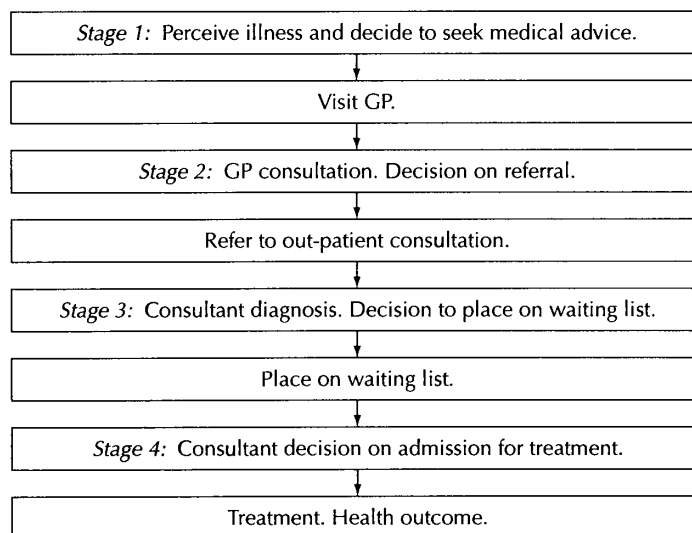 Stage 1: Perceive illness and decide to seek medical advice.
Visit GP.
Stage 2: GP consultation. Decision on referral.
Refer to out-patient consultation.
Stage 3: Consultant diagnosis. Decision to place on waiting list.
Place on waiting list.
Stage 4: Consultant decision on admission for treatment.
Treatment. Health outcome.